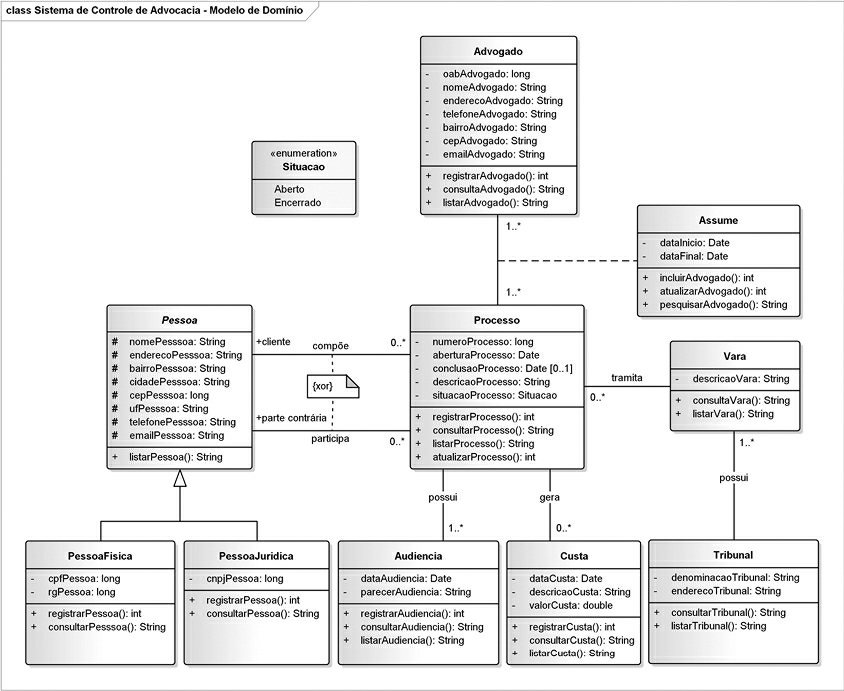 class Sistema de Controle de Advocacia - Modelo de Domínio
Advogado
- oabAdvogado: long
- nomeAdvogado: String
- enderecoAdvogado: String
- telefoneAdvogado: String
- bairroAdvogado: String
- cepAdvogado: String
- emailAdvogado: String
+ registrarAdvogado(): int
+ consultaAdvogado(): String
+ listarAdvogado(): String
«enumeration»
Situacao
Aberto
Encerrado
1..*
1..*
Assume
- dataInicio: Date
- dataFinal: Date
+ incluirAdvogado(): int
+ atualizarAdvogado(): int
+ pesquisarAdvogado(): String
Pessoa
# nomePesssoa: String
# enderecoPesssoa: String
# bairroPesssoa: String
# cidadePesssoa: String
# cepPesssoa: long
# ufPesssoa: String
# telefonePesssoa: String
# emailPesssoa: String
+ listarPessoa(): String
+cliente
compõe
0..*
{xor}
+parte contrária
participa
0..*
Processo
- numeroProcesso: long
- aberturaProcesso: Date
- conclusaoProcesso: Date [0..1]
- descricaoProcesso: String
- situacaoProcesso: Situacao
+ registrarProcesso(): int
+ consultarProcesso(): String
+ listarProcesso(): String
+ atualizarProcesso(): int
tramita
0..*
Vara
- descricaoVara: String
+ consultaVara(): String
+ listarVara(): String
1..*
possui
possui
1..*
gera
0..*
PessoaFisica
- cpfPessoa: long
- rgPessoa: long
+ registrarPessoa(): int
+ consultarPesssoa(): String
PessoaJuridica
- cnpjPessoa: long
+ registrarPessoa(): int
+ consultarPessoa(): String
Audiencia
- dataAudiencia: Date
- parecerAudiencia: String
+ registrarAudiencia(): int
+ consultarAudiencia(): String
+ listarAudiencia(): String
Custa
- dataCusta: Date
- descricaoCusta: String
- valorCusta: double
+ registrarCusta(): int
+ consultarCusta(): String
+ listarCusta(): String
Tribunal
- denominacaoTribunal: String
- enderecoTribunal: String
+ consultarTribunal(): String
+ listarTribunal(): String